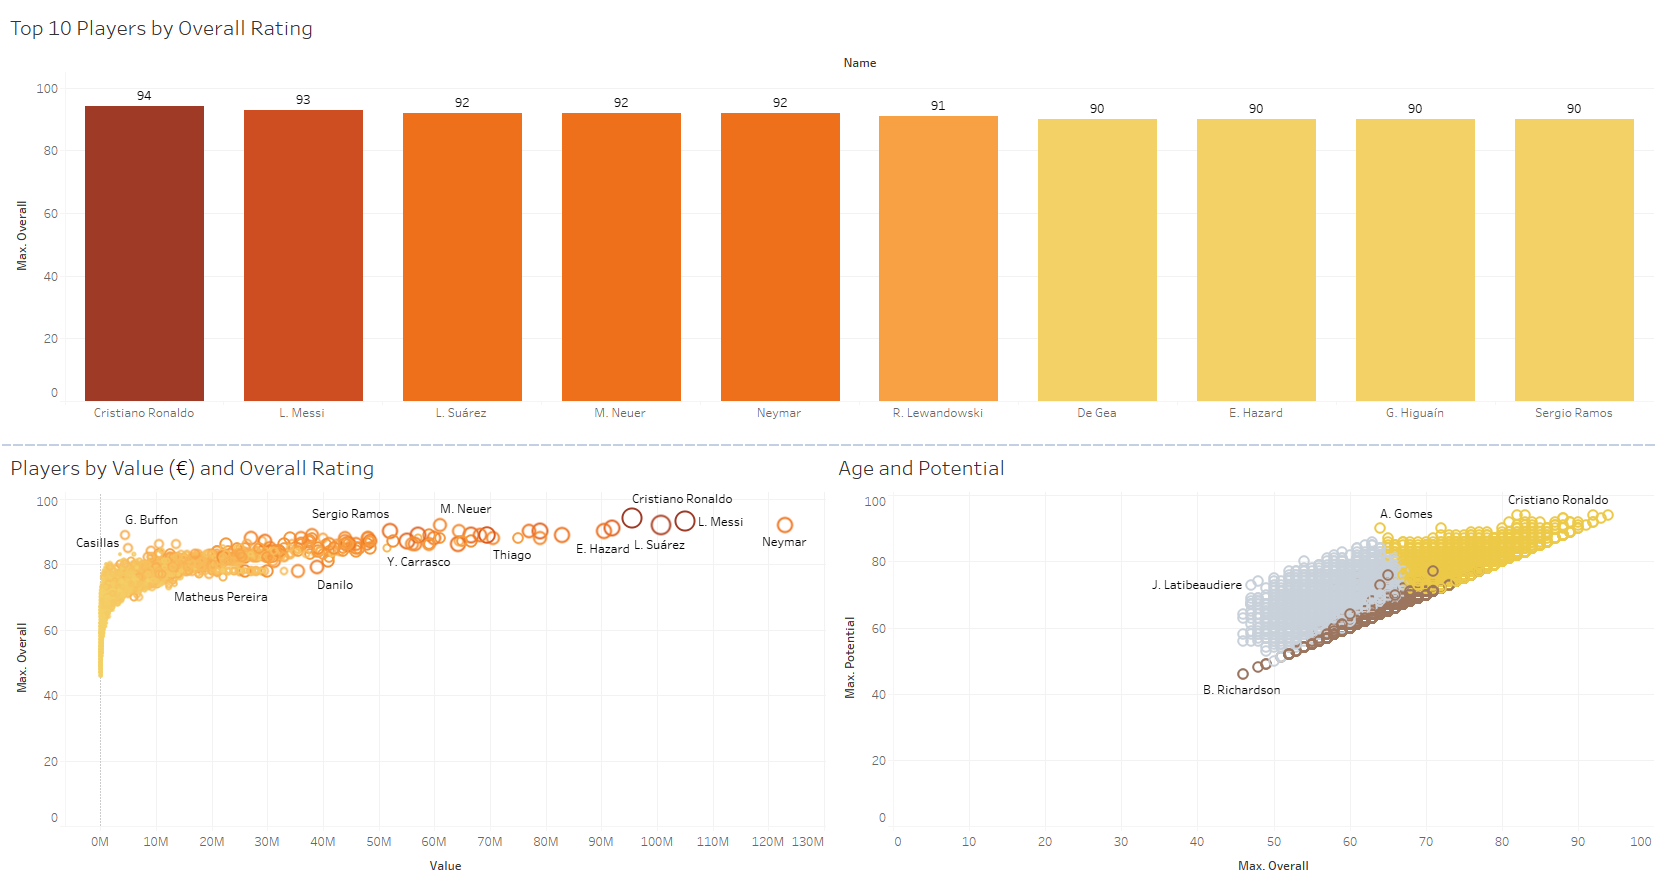 Top 10 Players by Overall Rating
Name
Max. Overall
100
80
60
40
20
0
94
93
92
92
92
91
90
90
90
90
Cristiano Ronaldo
L. Messi
L. Suárez
M. Neuer
Neymar
R. Lewandowski
De Gea
E. Hazard
G. Higuaín
Sergio Ramos
Players by Value (€) and Overall Rating
Max. Overall
100
80
60
40
20
0
Casillas
G. Buffon
Matheus Pereira
Sergio Ramos
Danilo
Y. Carrasco
M. Neuer
Thiago
E. Hazard
Cristiano Ronaldo
L. Suárez
L. Messi
Neymar
0M
10M
20M
30M
40M
50M
60M
70M
80M
90M
100M
110M
120M
130M
Value
Age and Potential
Max. Potential
100
80
60
40
20
0
Cristiano Ronaldo
A. Gomes
J. Latibeaudiere
B. Richardson
0
10
20
30
40
50
60
70
80
90
100
Max. Overall